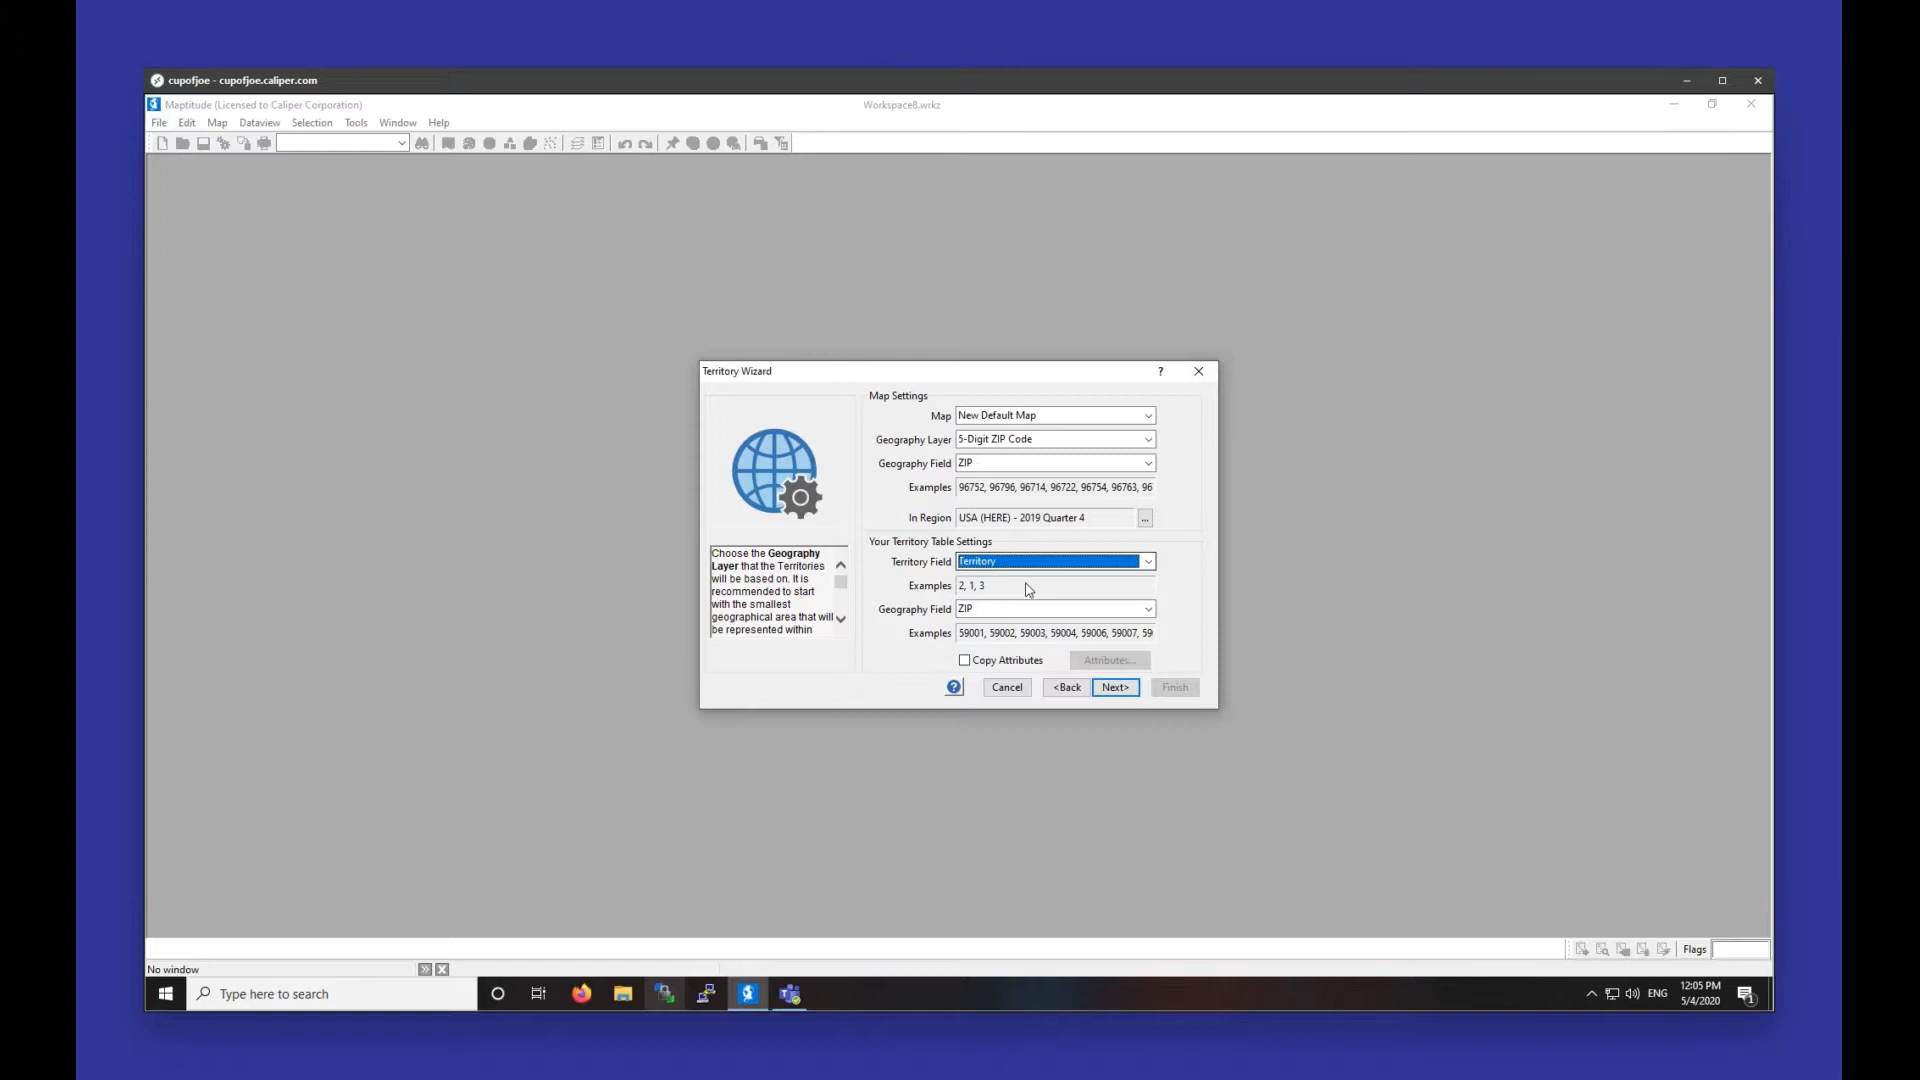 cupofjoe - cupofjoe.caliper.com
Maptitude (Licensed to Caliper Corporation)
Workspace8.wrkz
File Edit Map Dataview Selection Tools Window Help
Territory Wizard
?
Map Settings
Map New Default Map
Geography Layer 5-Digit ZIP Code
Geography Field ZIP
Examples 96752, 96796, 96714, 96722, 96754, 96763, 96
In Region USA (HERE) - 2019 Quarter 4 ...
Your Territory Table Settings
Territory Field Territory
Examples 2, 1, 3
Geography Field ZIP
Examples 59001, 59002, 59003, 59004, 59006, 59007, 59
Copy Attributes Attributes...
Choose the Geography
Layer that the Territories
will be based on. It is
recommended to start
with the smallest
geographical area that will
be represented within
? Cancel <Back Next> Finish
Flags
No window
Type here to search
ENG
12:05 PM
5/4/2020
1